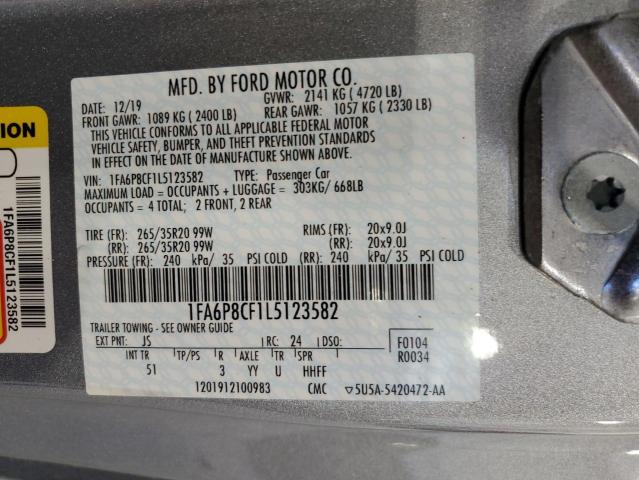 MFD. BY FORD MOTOR CO.
DATE: 12/19 GVWR: 2141 KG ( 4720 LB)
FRONT GAWR: 1089 KG ( 2400 LB) REAR GAWR: 1057 KG ( 2330 LB)
THIS VEHICLE CONFORMS TO ALL APPLICABLE FEDERAL MOTOR
VEHICLE SAFETY, BUMPER, AND THEFT PREVENTION STANDARDS
IN EFFECT ON THE DATE OF MANUFACTURE SHOWN ABOVE.
VIN: 1FA6P8CF1L5123582 TYPE: Passenger Car
MAXIMUM LOAD = OCCUPANTS + LUGGAGE = 303KG/ 668LB
OCCUPANTS = 4 TOTAL; 2 FRONT, 2 REAR
TIRE (FR): 265/35R20 99W RIMS (FR): 20x9.0J
(RR): 265/35R20 99W (RR): 20x9.0J
PRESSURE (FR): 240 kPa/ 35 PSI COLD (RR): 240 kPa/ 35 PSI COLD
1FA6P8CF1L5123582
TRAILER TOWING - SEE OWNER GUIDE
EXT PNT: JS RC: 24 DSO: F0104
R0034
INT TR TP/PS R AXLE TR SPR
51 3 YY U HHFF
1201912100983 CMC ▽5U5A-5420472-AA
ION
1FA6P8CF1L5123582